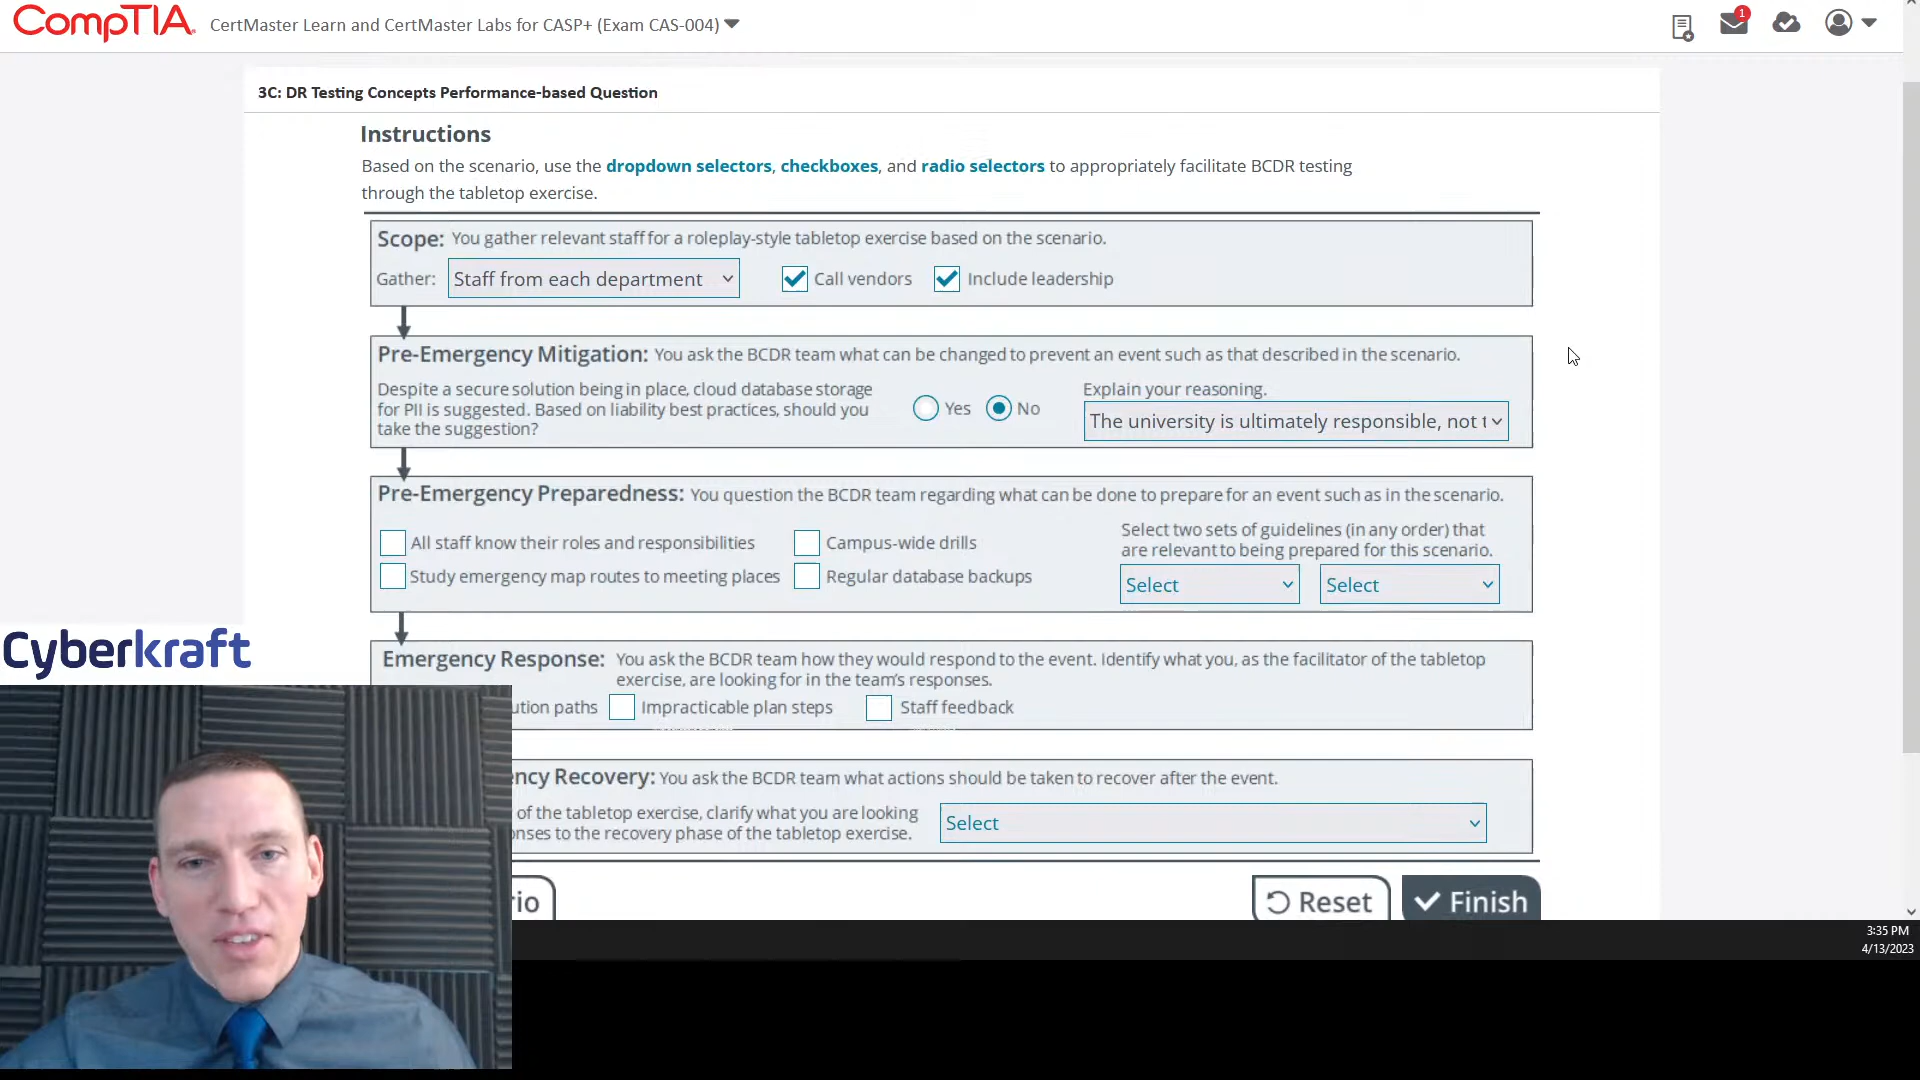 CompTIA.
CertMaster Learn and CertMaster Labs for CASP+ (Exam CAS-004)
1
3C: DR Testing Concepts Performance-based Question
Instructions
Based on the scenario, use the dropdown selectors, checkboxes, and radio selectors to appropriately facilitate BCDR testing
through the tabletop exercise.
Scope: You gather relevant staff for a roleplay-style tabletop exercise based on the scenario.
Gather: Staff from each department Call vendors Include leadership
Pre-Emergency Mitigation: You ask the BCDR team what can be changed to prevent an event such as that described in the scenario.
Despite a secure solution being in place, cloud database storage
for PII is suggested. Based on liability best practices, should you
take the suggestion?
Yes No
Explain your reasoning.
The university is ultimately responsible, not t
Pre-Emergency Preparedness: You question the BCDR team regarding what can be done to prepare for an event such as in the scenario.
All staff know their roles and responsibilities Campus-wide drills
Study emergency map routes to meeting places Regular database backups
Select two sets of guidelines (in any order) that
are relevant to being prepared for this scenario.
Select Select
Emergency Response: You ask the BCDR team how they would respond to the event. Identify what you, as the facilitator of the tabletop
exercise, are looking for in the team's responses.
ution paths Impracticable plan steps Staff feedback
ncy Recovery: You ask the BCDR team what actions should be taken to recover after the event.
of the tabletop exercise, clarify what you are looking
onses to the recovery phase of the tabletop exercise.
Select
io Reset Finish
Cyberkraft
3:35 PM
4/13/2023